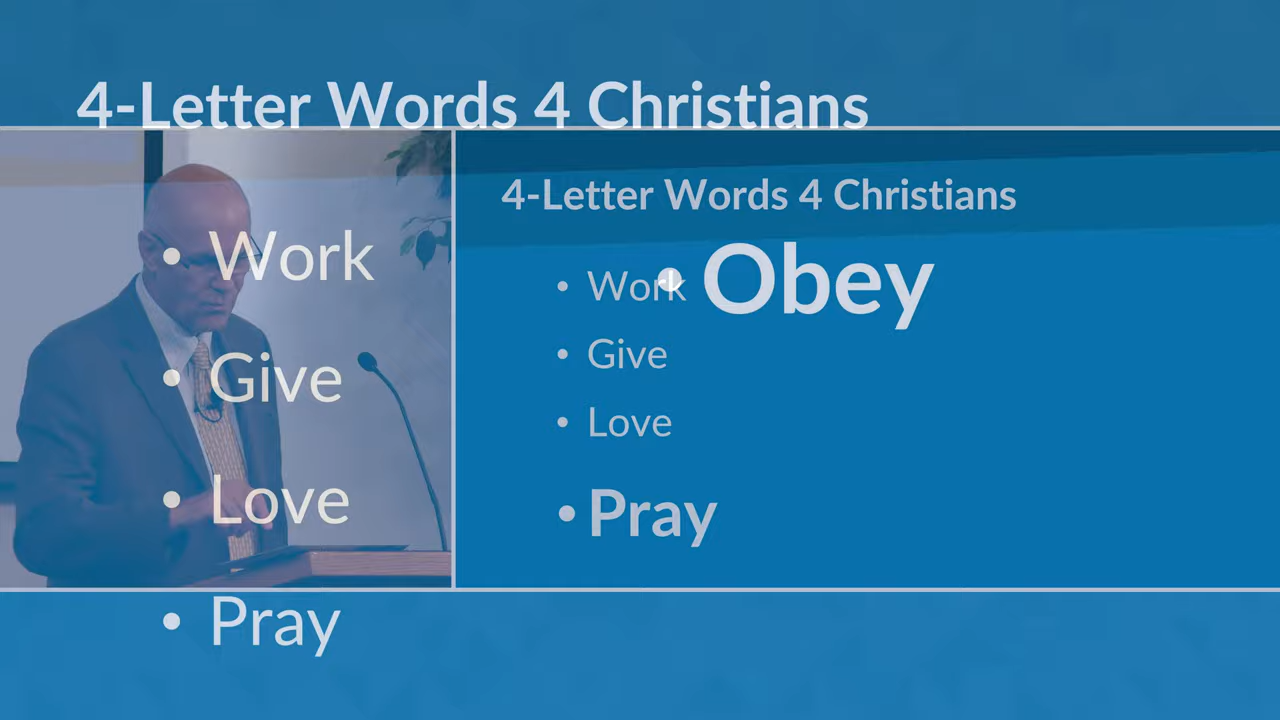 4-Letter Words 4 Christians
• Work
• Give
• Love
• Pray
• Obey
4-Letter Words 4 Christians
• Work
• Give
• Love
• Pray